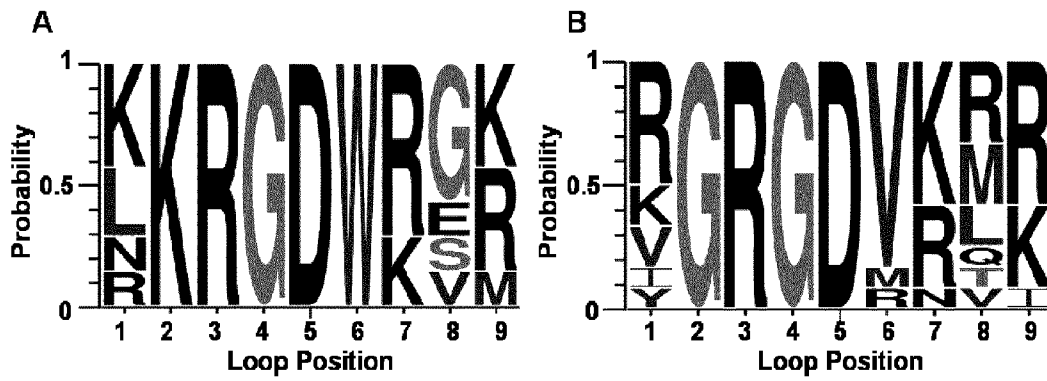 A
B
Probability
1
0.5
0
K K R G D W R G K
L E R
N K S
R V M
1 2 3 4 5 6 7 8 9
Loop Position
Probability
1
0.5
0
R G R G D V K R R
K M
V R L K
I M Q
T
Y R N V I
1 2 3 4 5 6 7 8 9
Loop Position